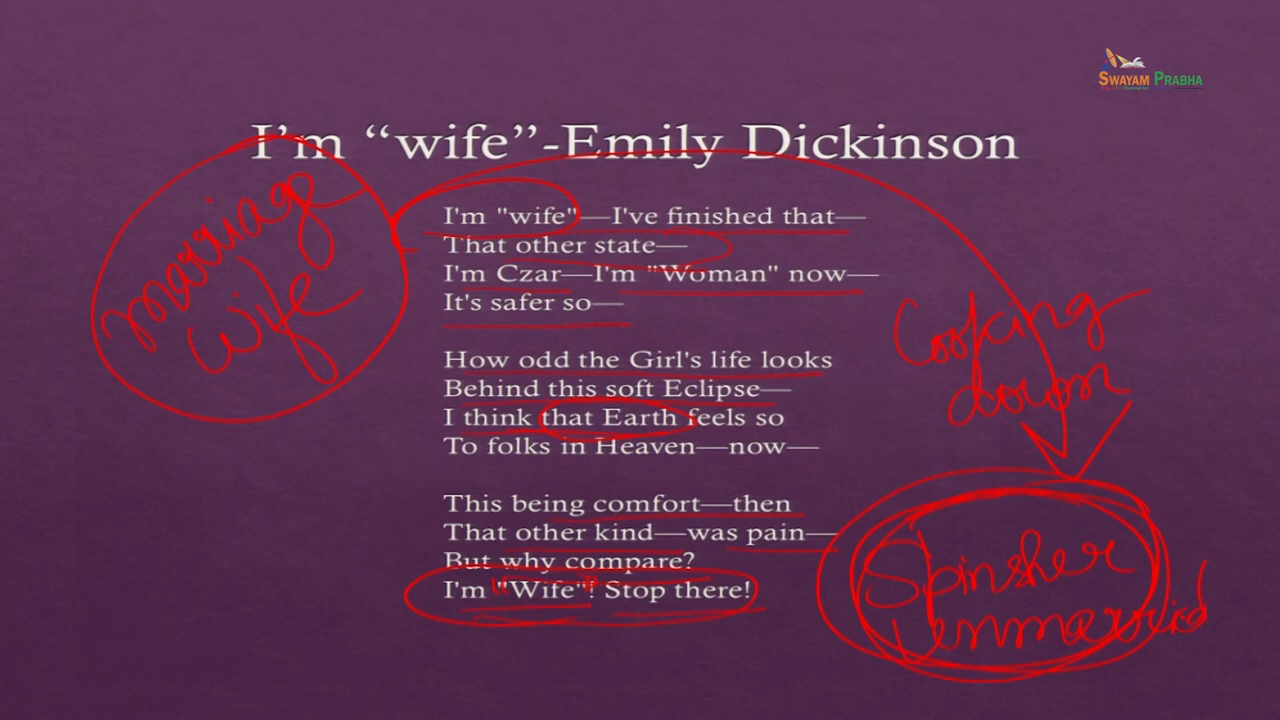 SWAYAM PRABHA
I'm “wife”-Emily Dickinson
Marriage
Wife
I'm "wife"—I've finished that—
That other state—
I'm Czar—I'm "Woman" now—
It's safer so—
How odd the Girl's life looks
Behind this soft Eclipse—
I think that Earth feels so
To folks in Heaven—now—
This being comfort—then
That other kind—was pain—
But why compare?
I'm "Wife"! Stop there!
Cooking
down
Spinsher
Unmarried